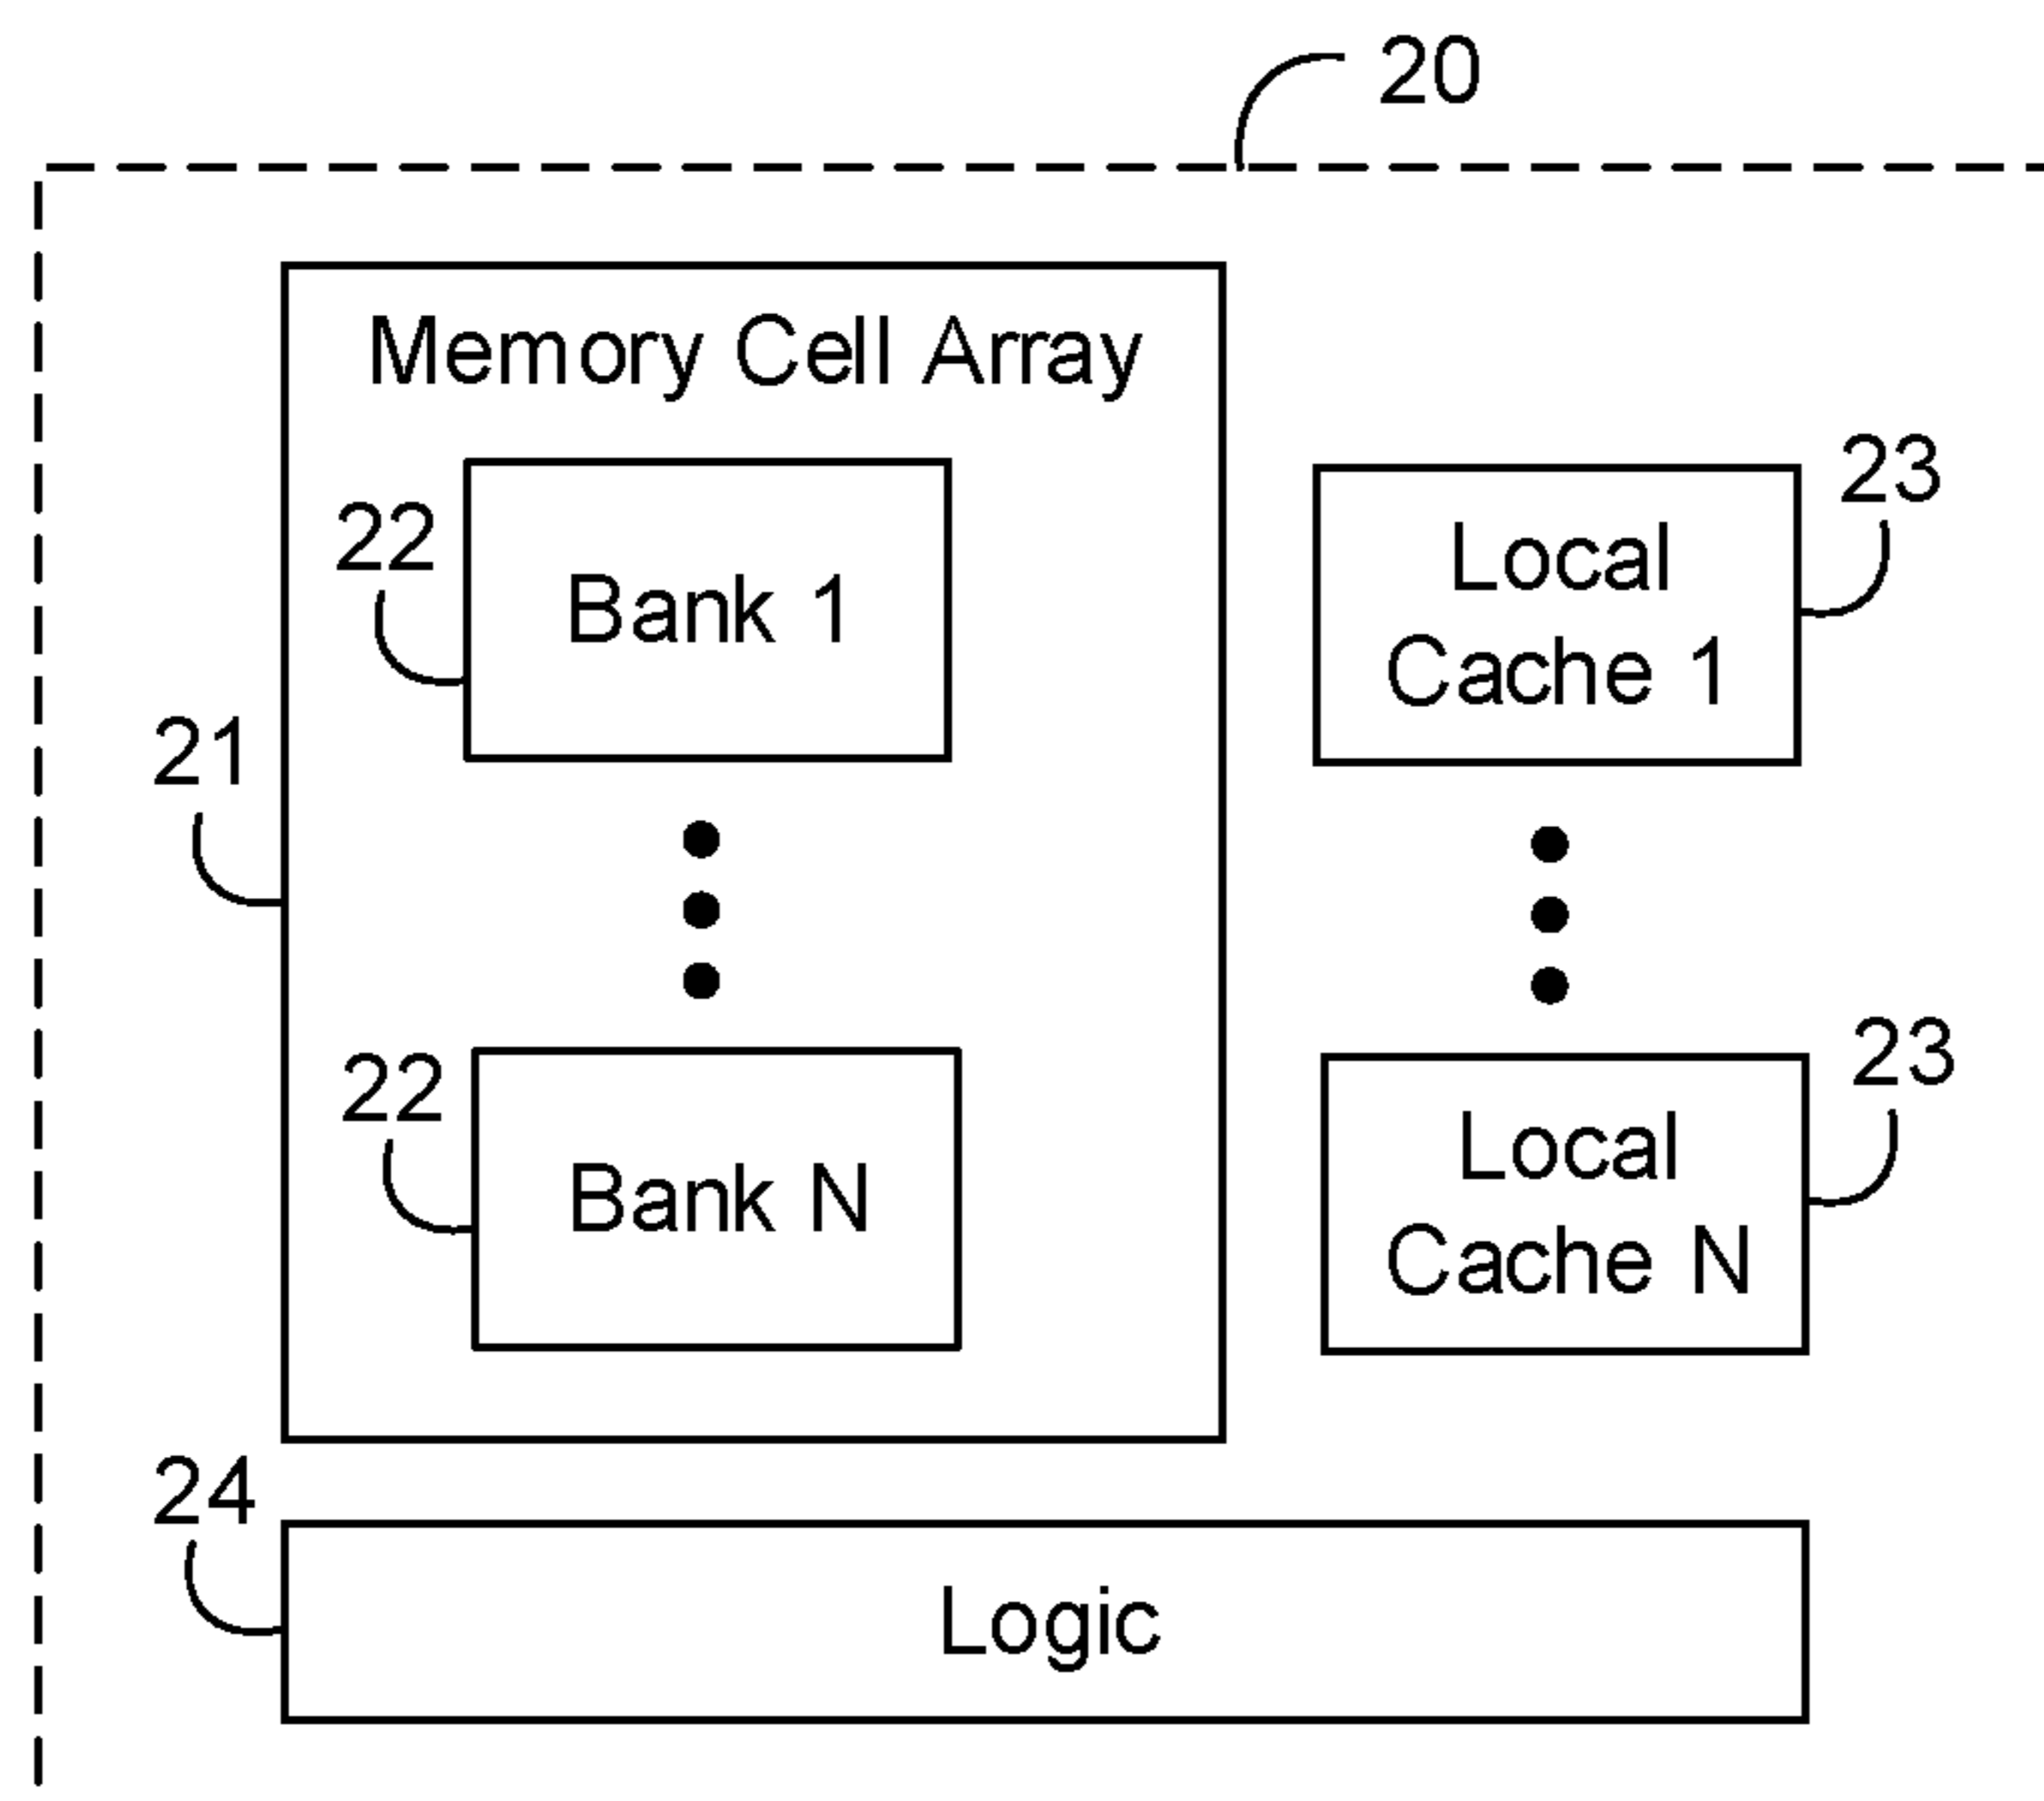 20
Memory Cell Array
22
Bank 1
23
Local
Cache 1
21
22
Bank N
23
Local
Cache N
24
Logic